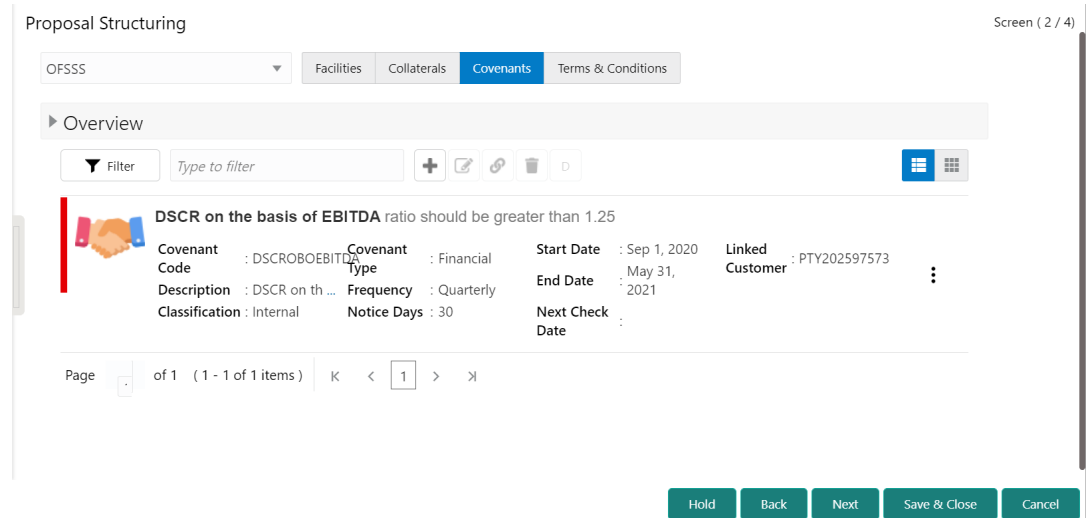 Proposal Structuring
Screen ( 2 / 4)
OFSSS
Facilities Collaterals Covenants Terms & Conditions
Overview
Filter Type to filter D
DSCR on the basis of EBITDA ratio should be greater than 1.25
Covenant Code : DSCROBOEBITDA
Description : DSCR on th ...
Classification : Internal
Covenant Type : Financial
Frequency : Quarterly
Notice Days : 30
Start Date : Sep 1, 2020
End Date : May 31, 2021
Next Check Date :
Linked Customer : PTY202597573
Page of 1 ( 1 - 1 of 1 items ) 1
Hold Back Next Save & Close Cancel